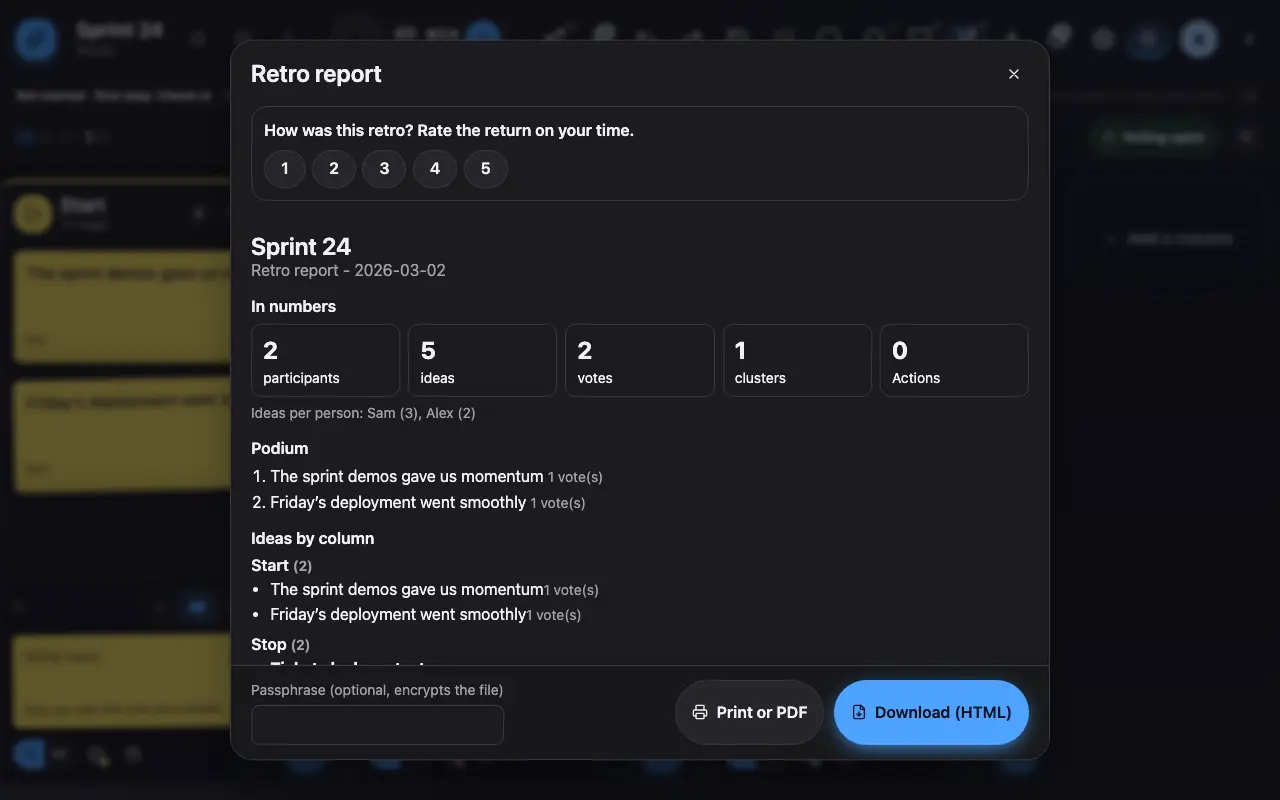 Sprint 24
Retro report
How was this retro? Rate the return on your time.
1 2 3 4 5
Start
Sprint 24
Retro report - 2026-03-02
In numbers
2 participants
5 ideas
2 votes
1 clusters
0 Actions
Ideas per person: Sam (3), Alex (2)
Podium
1. The sprint demos gave us momentum 1 vote(s)
2. Friday’s deployment went smoothly 1 vote(s)
Ideas by column
Start (2)
• The sprint demos gave us momentum1 vote(s)
• Friday’s deployment went smoothly1 vote(s)
Stop (2)
Passphrase (optional, encrypts the file)
Print or PDF
Download (HTML)